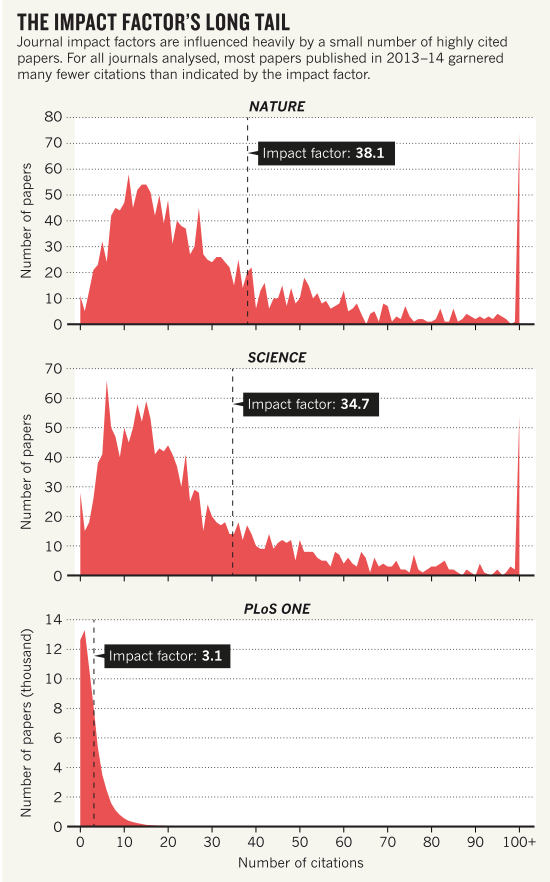 THE IMPACT FACTOR'S LONG TAIL
Journal impact factors are influenced heavily by a small number of highly cited
papers. For all journals analysed, most papers published in 2013–14 garnered
many fewer citations than indicated by the impact factor.
NATURE
80
70
60
50
40
30
20
10
0
Number of papers
Impact factor: 38.1
SCIENCE
70
60
50
40
30
20
10
0
Number of papers
Impact factor: 34.7
PLoS ONE
14
12
10
8
6
4
2
0
Number of papers (thousand)
Impact factor: 3.1
0 10 20 30 40 50 60 70 80 90 100+
Number of citations